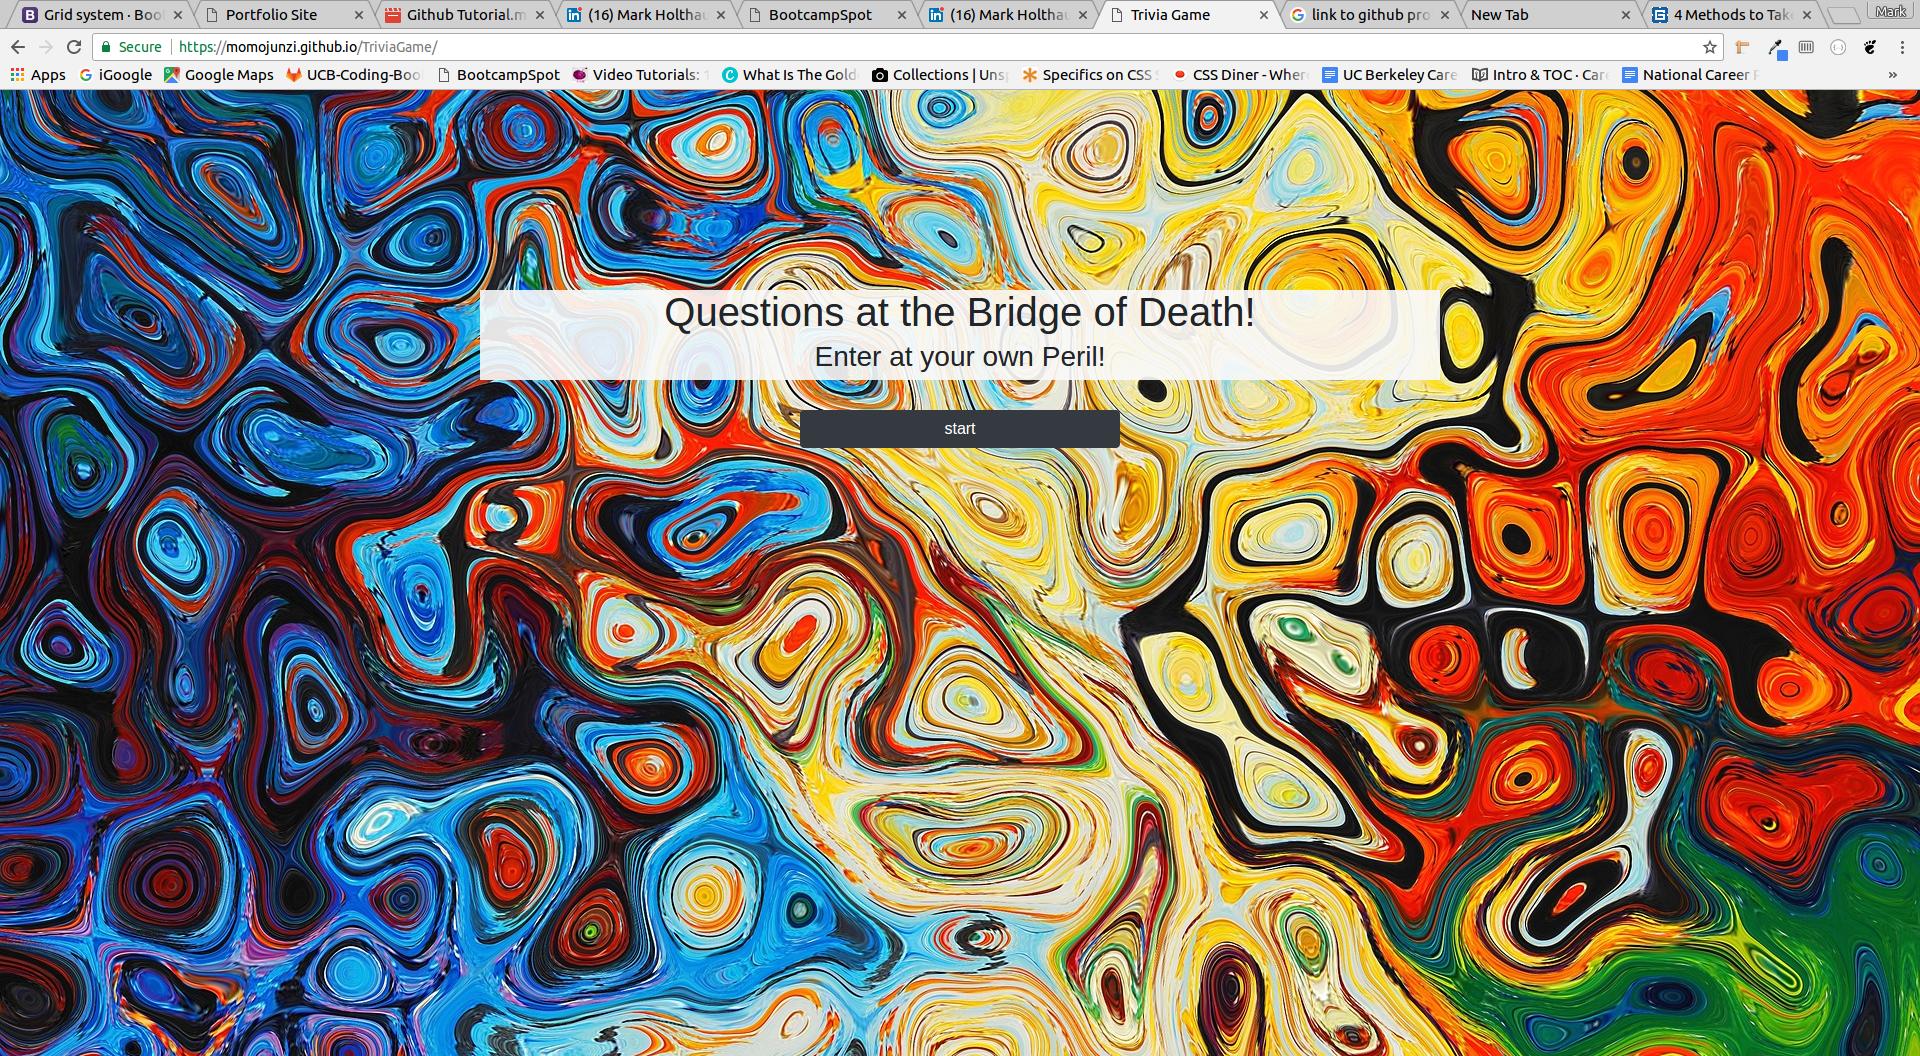 Grid system · Boo
Portfolio Site
Github Tutorial.m
(16) Mark Holthau
BootcampSpot
(16) Mark Holthau
Trivia Game
link to github pro
New Tab
4 Methods to Tak
Mark
Secure
https://momojunzi.github.io/TriviaGame/
Apps
iGoogle
Google Maps
UCB-Coding-Boo
BootcampSpot
Video Tutorials:
What Is The Gold
Collections | Uns
Specifics on CSS
CSS Diner - Wher
UC Berkeley Care
Intro & TOC · Car
National Career
»
Questions at the Bridge of Death!
Enter at your own Peril!
start